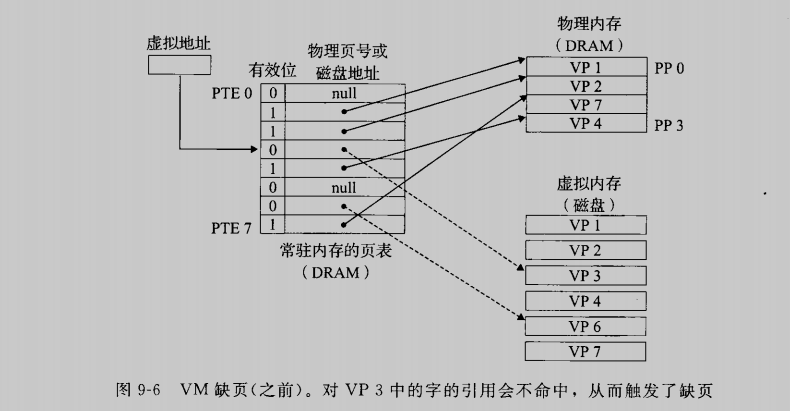 虚拟地址
物理页号或
磁盘地址
有效位
PTE 0
0
null
1
1
0
1
0
null
0
PTE 7
1
常驻内存的页表
（DRAM）
物理内存
（DRAM）
VP 1
PP 0
VP 2
VP 7
VP 4
PP 3
虚拟内存
（磁盘）
VP 1
VP 2
VP 3
VP 4
VP 6
VP 7
图 9-6 VM 缺页(之前)。对 VP 3 中的字的引用会不命中，从而触发了缺页